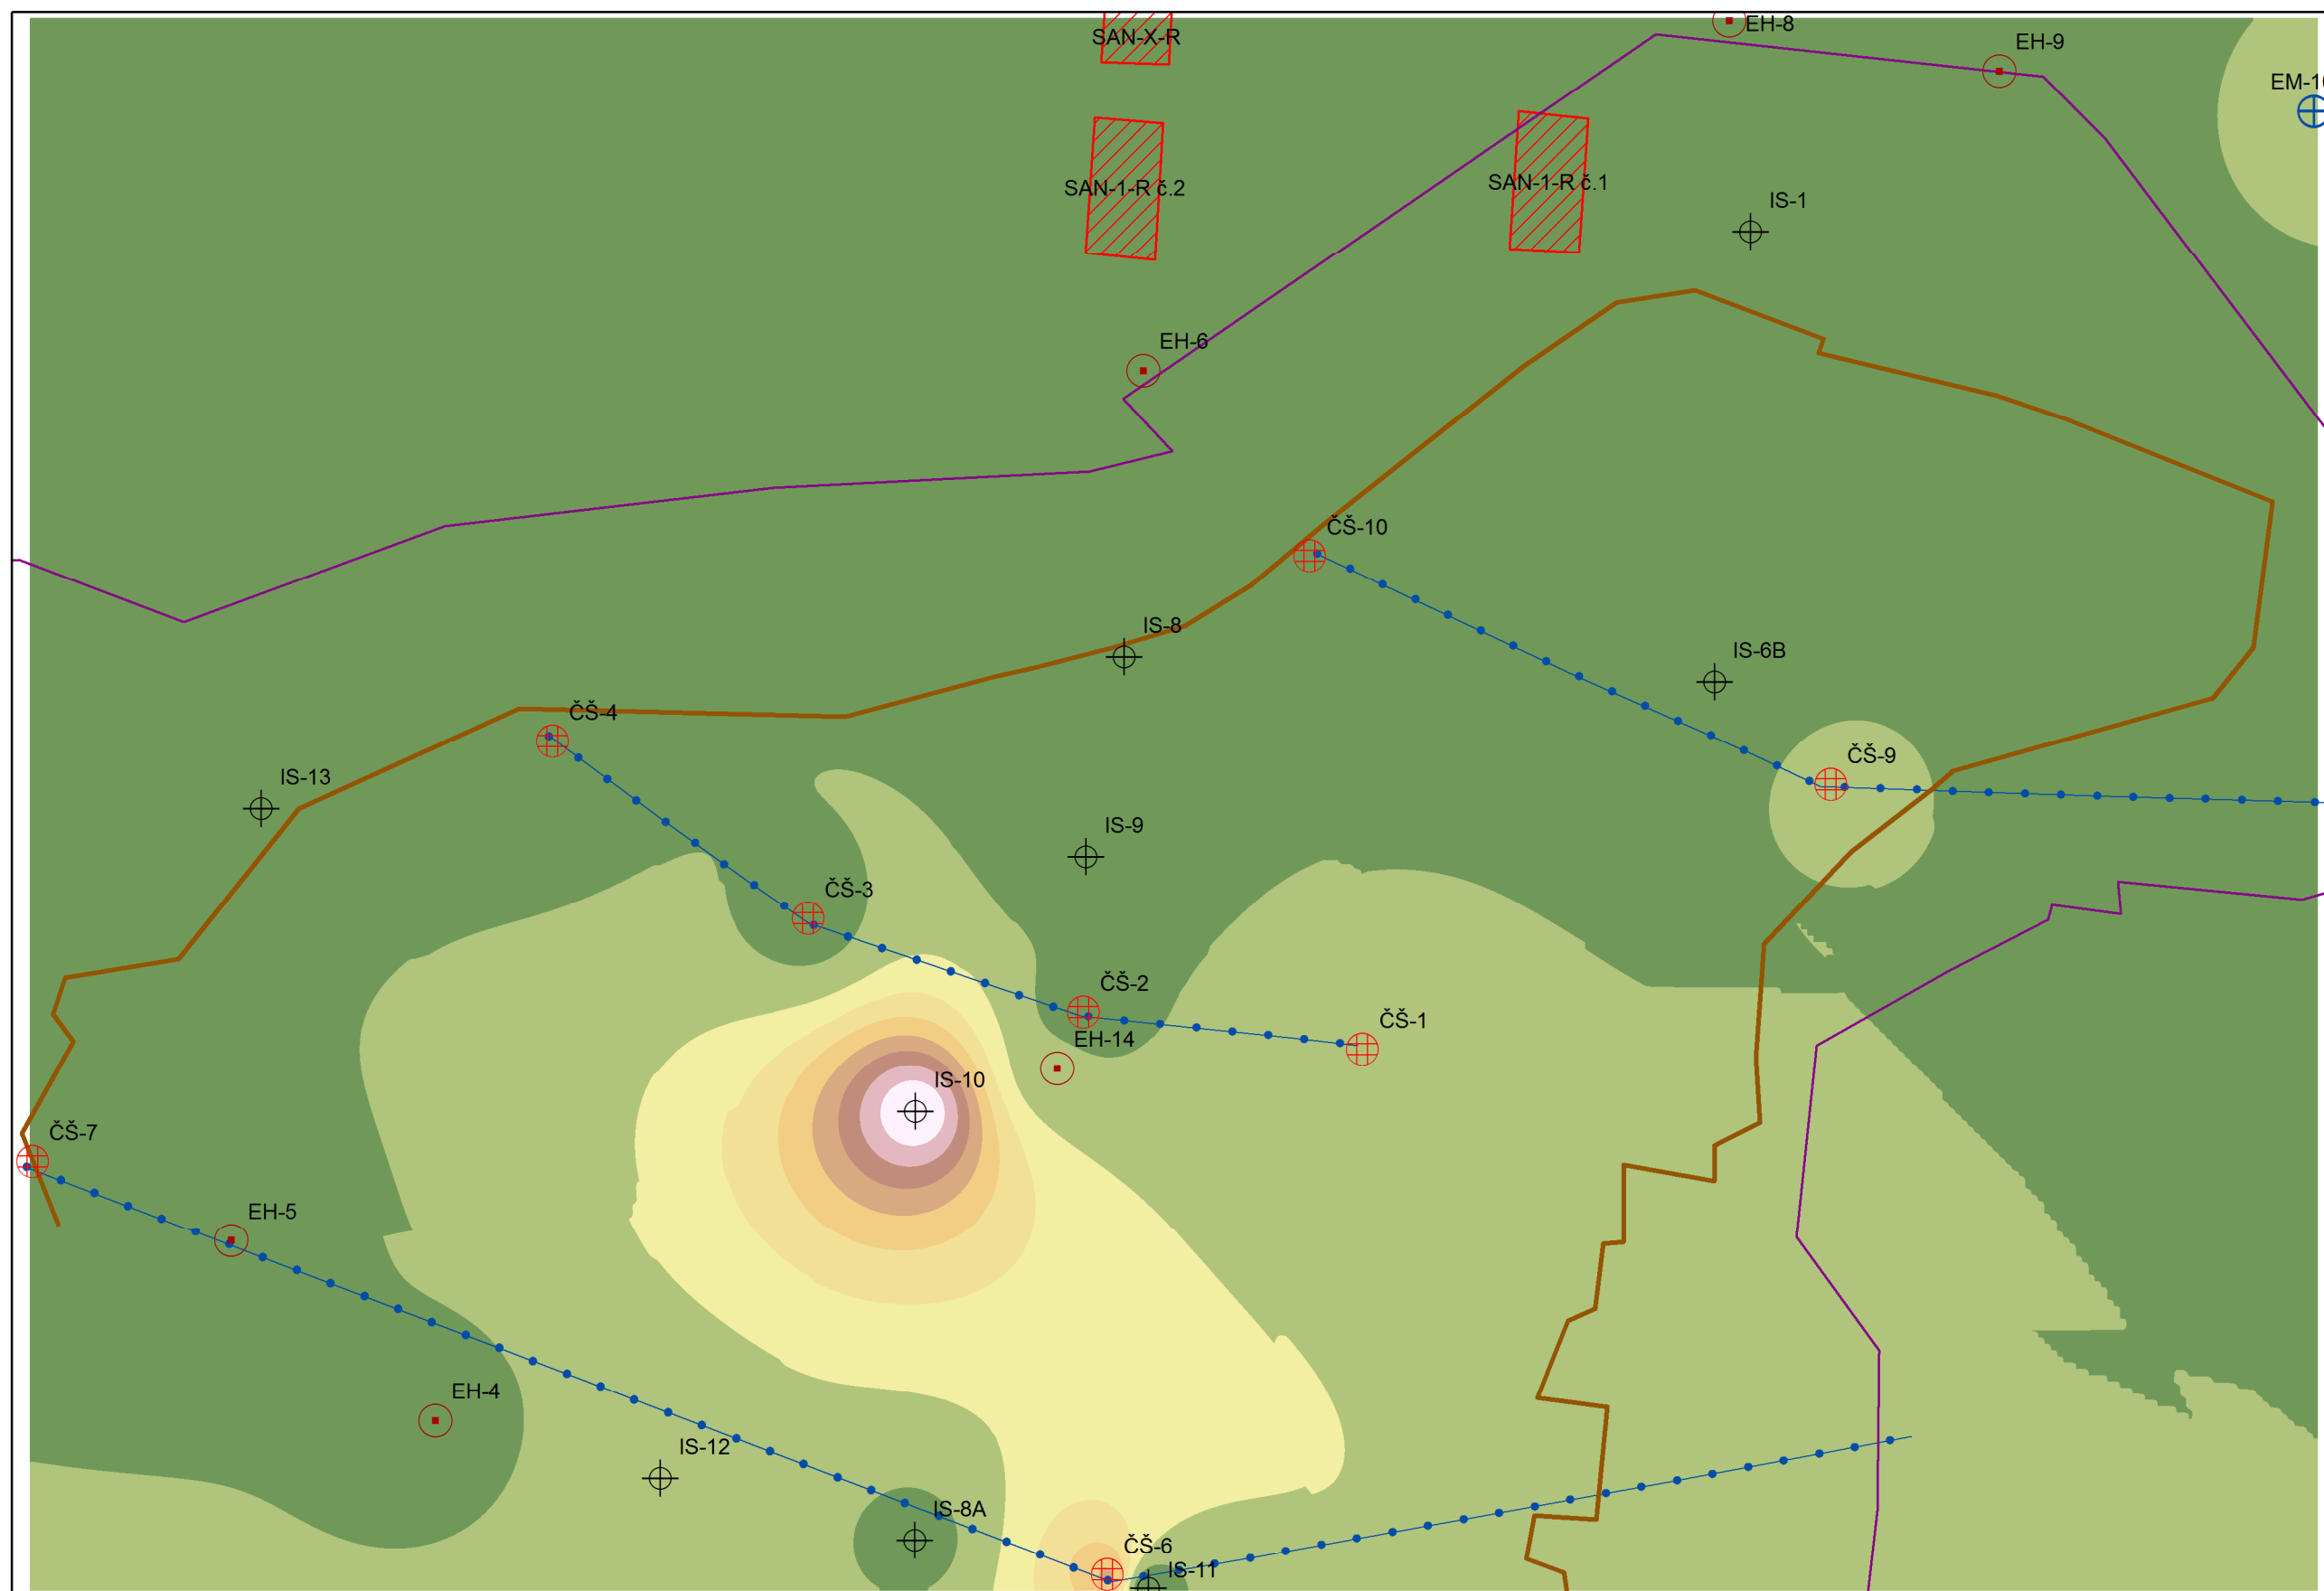 SAN-X-R
EH-8
EH-9
SAN-1-R č.2
SAN-1-R č.1
IS-1
EH-6
ČŠ-10
IS-8
IS-6B
ČŠ-4
ČŠ-9
IS-13
IS-9
ČŠ-3
ČŠ-2
ČŠ-1
EH-14
IS-10
ČŠ-7
EH-5
EH-4
IS-12
IS-8A
ČŠ-6
IS-11